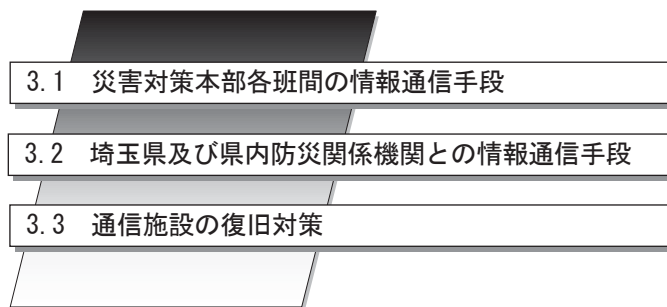 3.1 災害対策本部各班間の情報通信手段
3.2 埼玉県及び県内防災関係機関との情報通信手段
3.3 通信施設の復旧対策